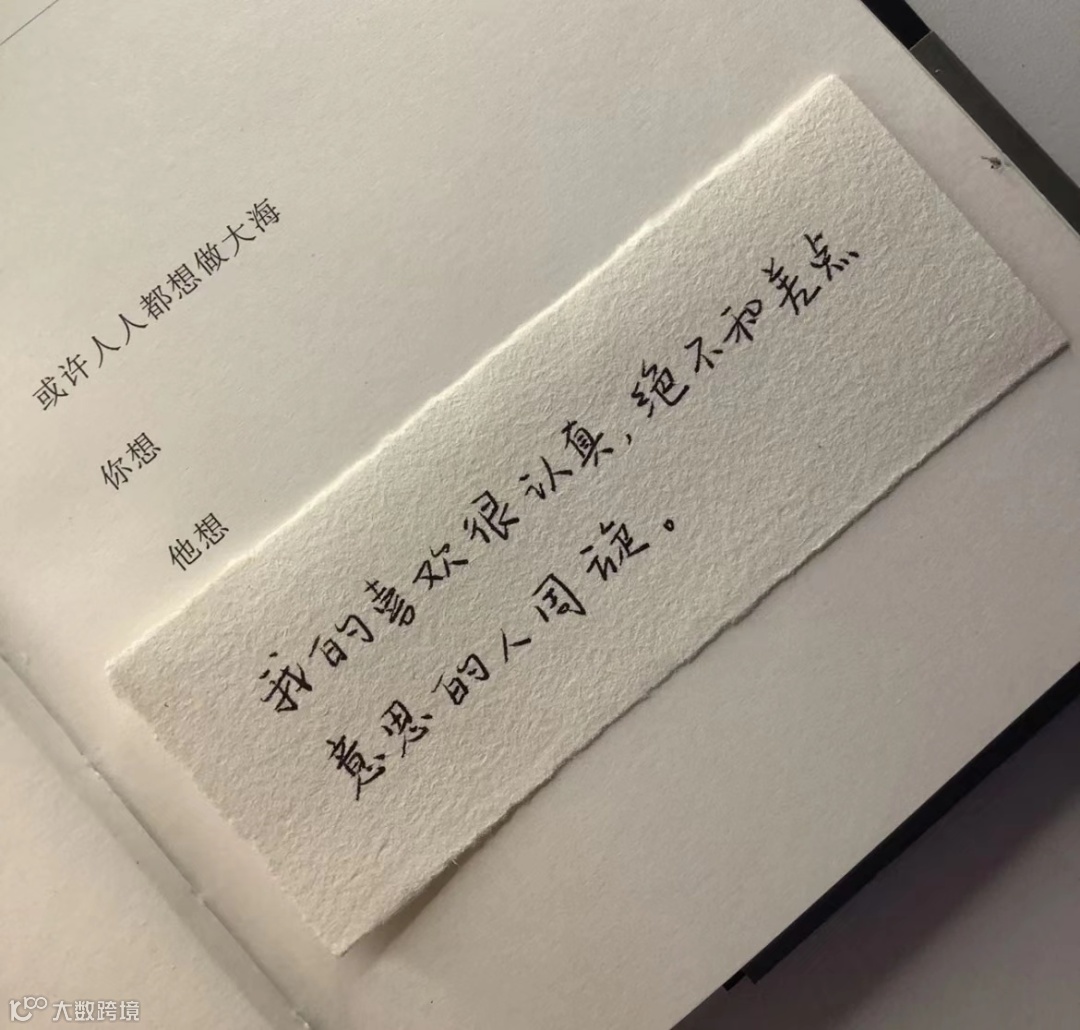 或许人人都想做大海
你想
他想
我的喜欢很认真，绝不和差点
意思的人周旋。
大数跨境